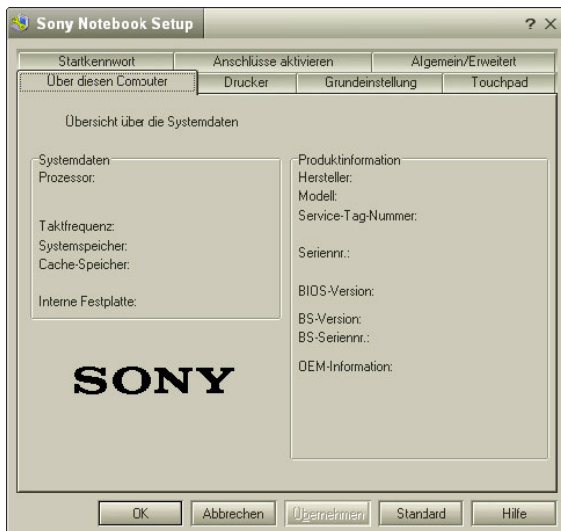 Sony Notebook Setup
Startkennwort
Anschlüsse aktivieren
Algemein/Erweitert
Über diesen Computer
Drucker
Grundeinstellung
Touchpad
Übersicht über die Systemdaten
Systemdaten
Prozessor:
Taktfrequenz:
Systemspeicher:
Cache-Speicher:
Interne Festplatte:
SONY
Produktinformation
Hersteller:
Modell:
Service-Tag-Nummer:
Seriennr.:
BIOS-Version:
BS-Version:
BS-Seriennr.:
OEM-Information:
OK
Abbrechen
Übernehmen
Standard
Hilfe